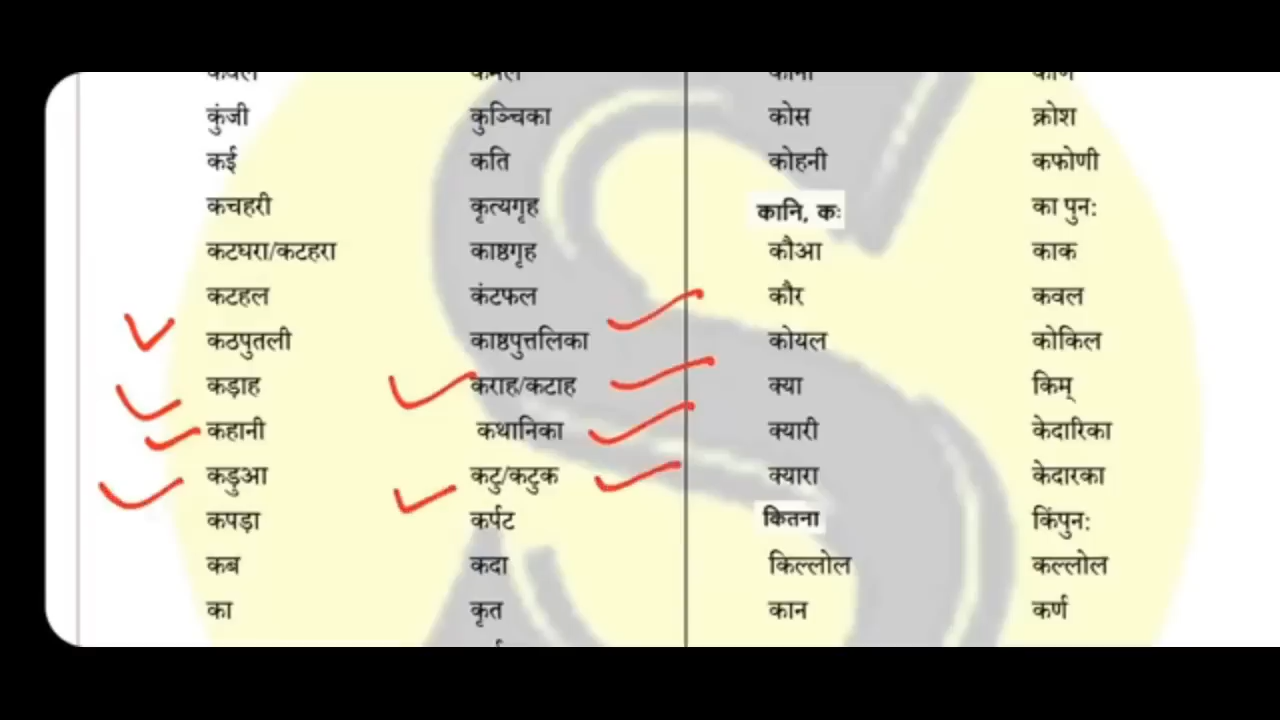 कुंजी कुञ्चिका कोस क्रोश
कई कति कोहनी कफोणी
कचहरी कृत्यगृह कानि, कः का पुनः
कटघरा/कटहरा काष्ठगृह कौआ काक
कटहल कंटफल कौर कवल
कठपुतली काष्ठपुत्तलिका कोयल कोकिल
कड़ाह कराह/कटाह क्या किम्
कहानी कथानिका क्यारी केदारिका
कड़ुआ कटु/कटुक क्यारा केदारका
कपड़ा कर्पट कितना किंपुनः
कब कदा किल्लोल कल्लोल
का कृत कान कर्ण